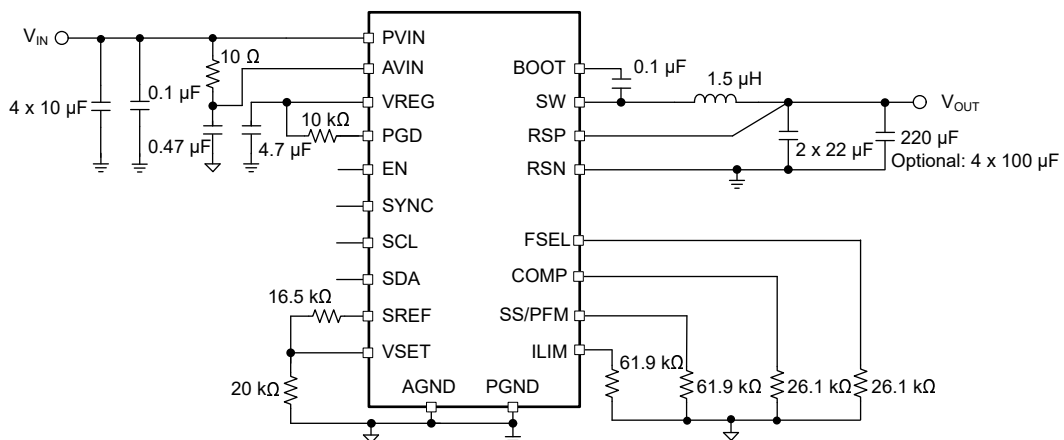 V_IN
4 x 10 µF
0.1 µF
10 Ω
0.47 µF
4.7 µF
10 kΩ
16.5 kΩ
20 kΩ
PVIN
AVIN
VREG
PGD
EN
SYNC
SCL
SDA
SREF
VSET
AGND
PGND
BOOT
SW
RSP
RSN
FSEL
COMP
SS/PFM
ILIM
0.1 µF
1.5 µH
V_OUT
2 x 22 µF
220 µF
Optional: 4 x 100 µF
61.9 kΩ
61.9 kΩ
26.1 kΩ
26.1 kΩ